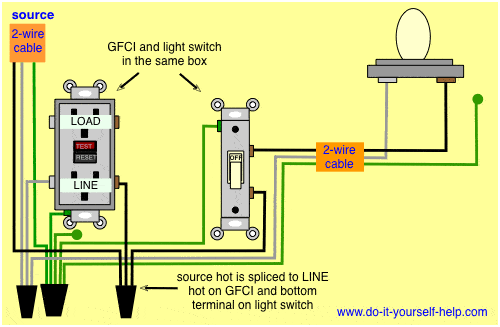 source
2-wire
cable
GFCI and light switch
in the same box
LOAD
TEST
RESET
LINE
OFF
2-wire
cable
source hot is spliced to LINE
hot on GFCI and bottom
terminal on light switch
www.do-it-yourself-help.com